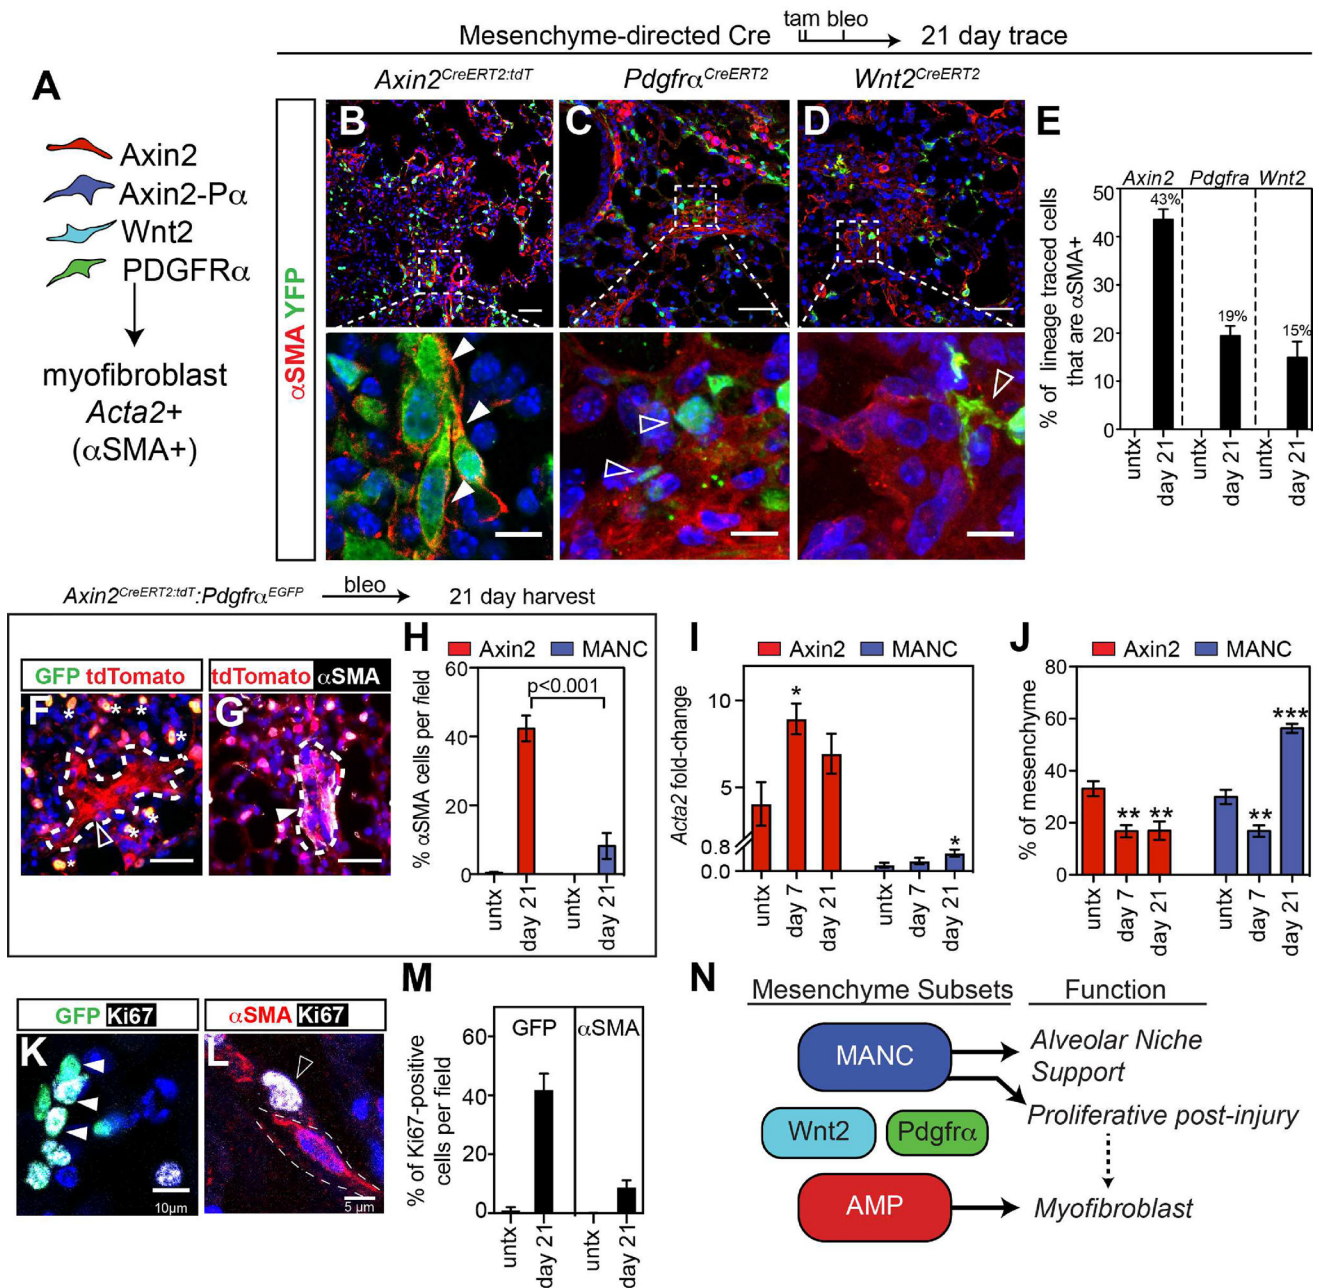 tam bleo
Mesenchyme-directed Cre
21 day trace
A
Axin2CreERT2:tdT
PdgfrαCreERT2
Wnt2CreERT2
Axin2
Axin2-Pα
Wnt2
PDGFRα
myofibroblast
Acta2+
(αSMA+)
αSMA YFP
B
C
D
E
Axin2 Pdgfra Wnt2
% of lineage traced cells
that are αSMA+
50
40
30
20
10
0
43%
19%
15%
untx
day 21
untx
day 21
untx
day 21
Axin2CreERT2:tdT:PdgfrαEGFP
bleo
21 day harvest
GFP tdTomato
F
* * * * * * * *
tdTomato αSMA
G
H
Axin2 MANC
% αSMA cells per field
60
40
20
0
p<0.001
untx
day 21
untx
day 21
I
Axin2 MANC
Acta2 fold-change
10
5
0.8
0.0
*
*
untx
day 7
day 21
untx
day 7
day 21
J
Axin2 MANC
% of mesenchyme
80
60
40
20
0
** **
** ***
untx
day 7
day 21
untx
day 7
day 21
GFP Ki67
K
10µm
αSMA Ki67
L
5 µm
M
% of Ki67-positive
cells per field
60
40
20
0
GFP αSMA
untx
day 21
untx
day 21
N
Mesenchyme Subsets
Function
MANC
Alveolar Niche
Support
Proliferative post-injury
Wnt2
Pdgfrα
AMP
Myofibroblast